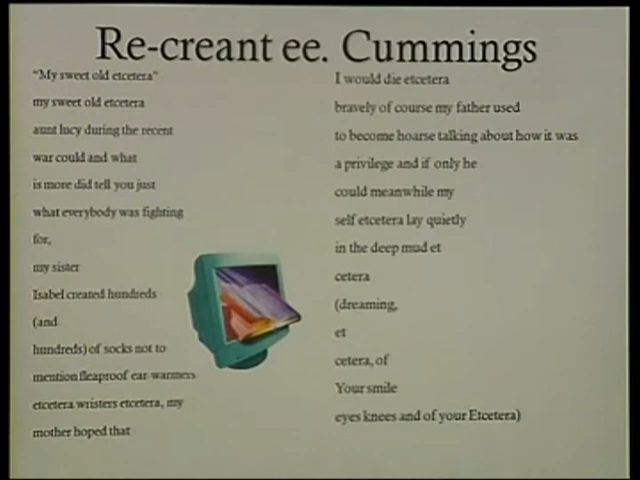 Re-creant ee. Cummings
"My sweet old etcetera"
my sweet old etcetera
aunt lucy during the recent
war could and what
is more did tell you just
what everybody was fighting
for,
my sister
Isabel created hundreds
(and
hundreds) of socks not to
mention fleaproof ear-warmers
etcetera wristers etcetera, my
mother hoped that
I would die etcetera
bravely of course my father used
to become hoarse talking about how it was
a privilege and if only he
could meanwhile my
self etcetera lay quietly
in the deep mud et
cetera
(dreaming,
et
cetera, of
Your smile
eyes knees and of your Etcetera)